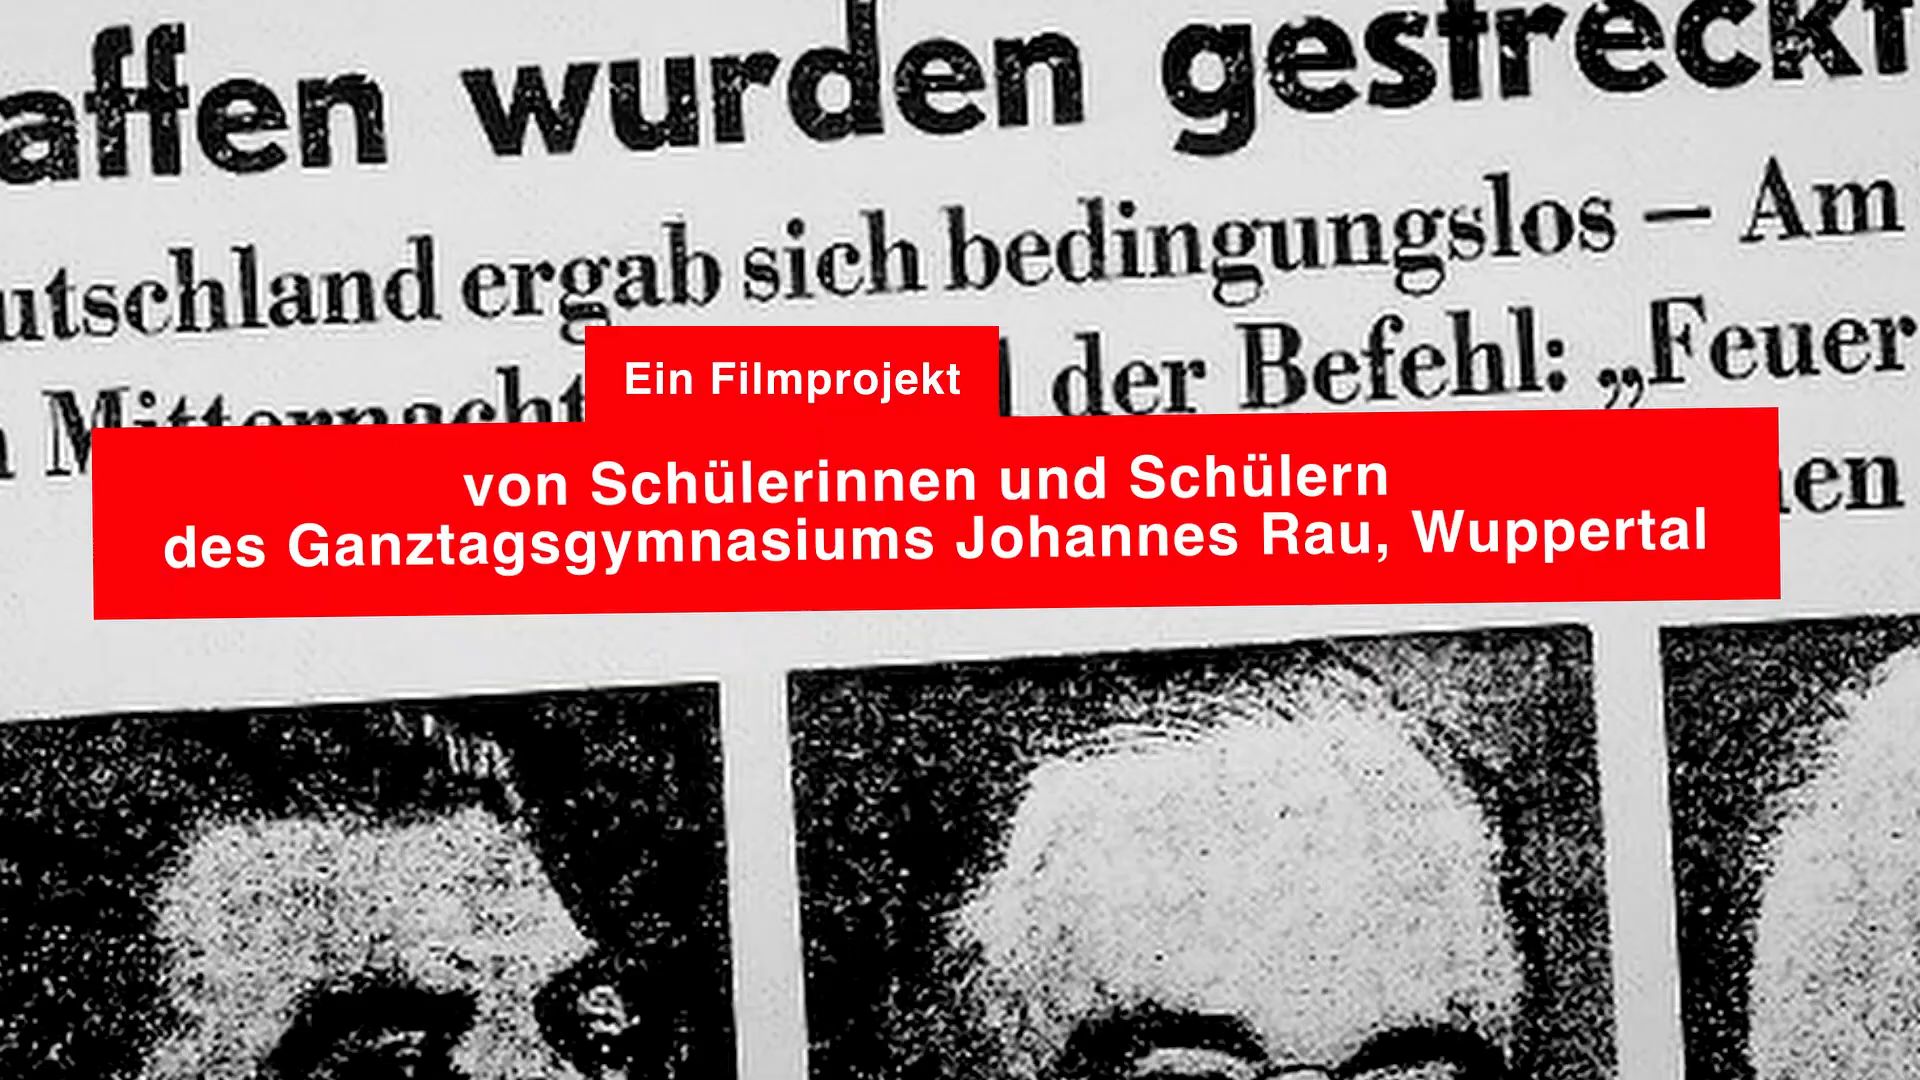 affen wurden gestreckt
utschland ergab sich bedingungslos — Am
Mitternacht der Befehl: „Feuer
Ein Filmprojekt
von Schülerinnen und Schülern
des Ganztagsgymnasiums Johannes Rau, Wuppertal